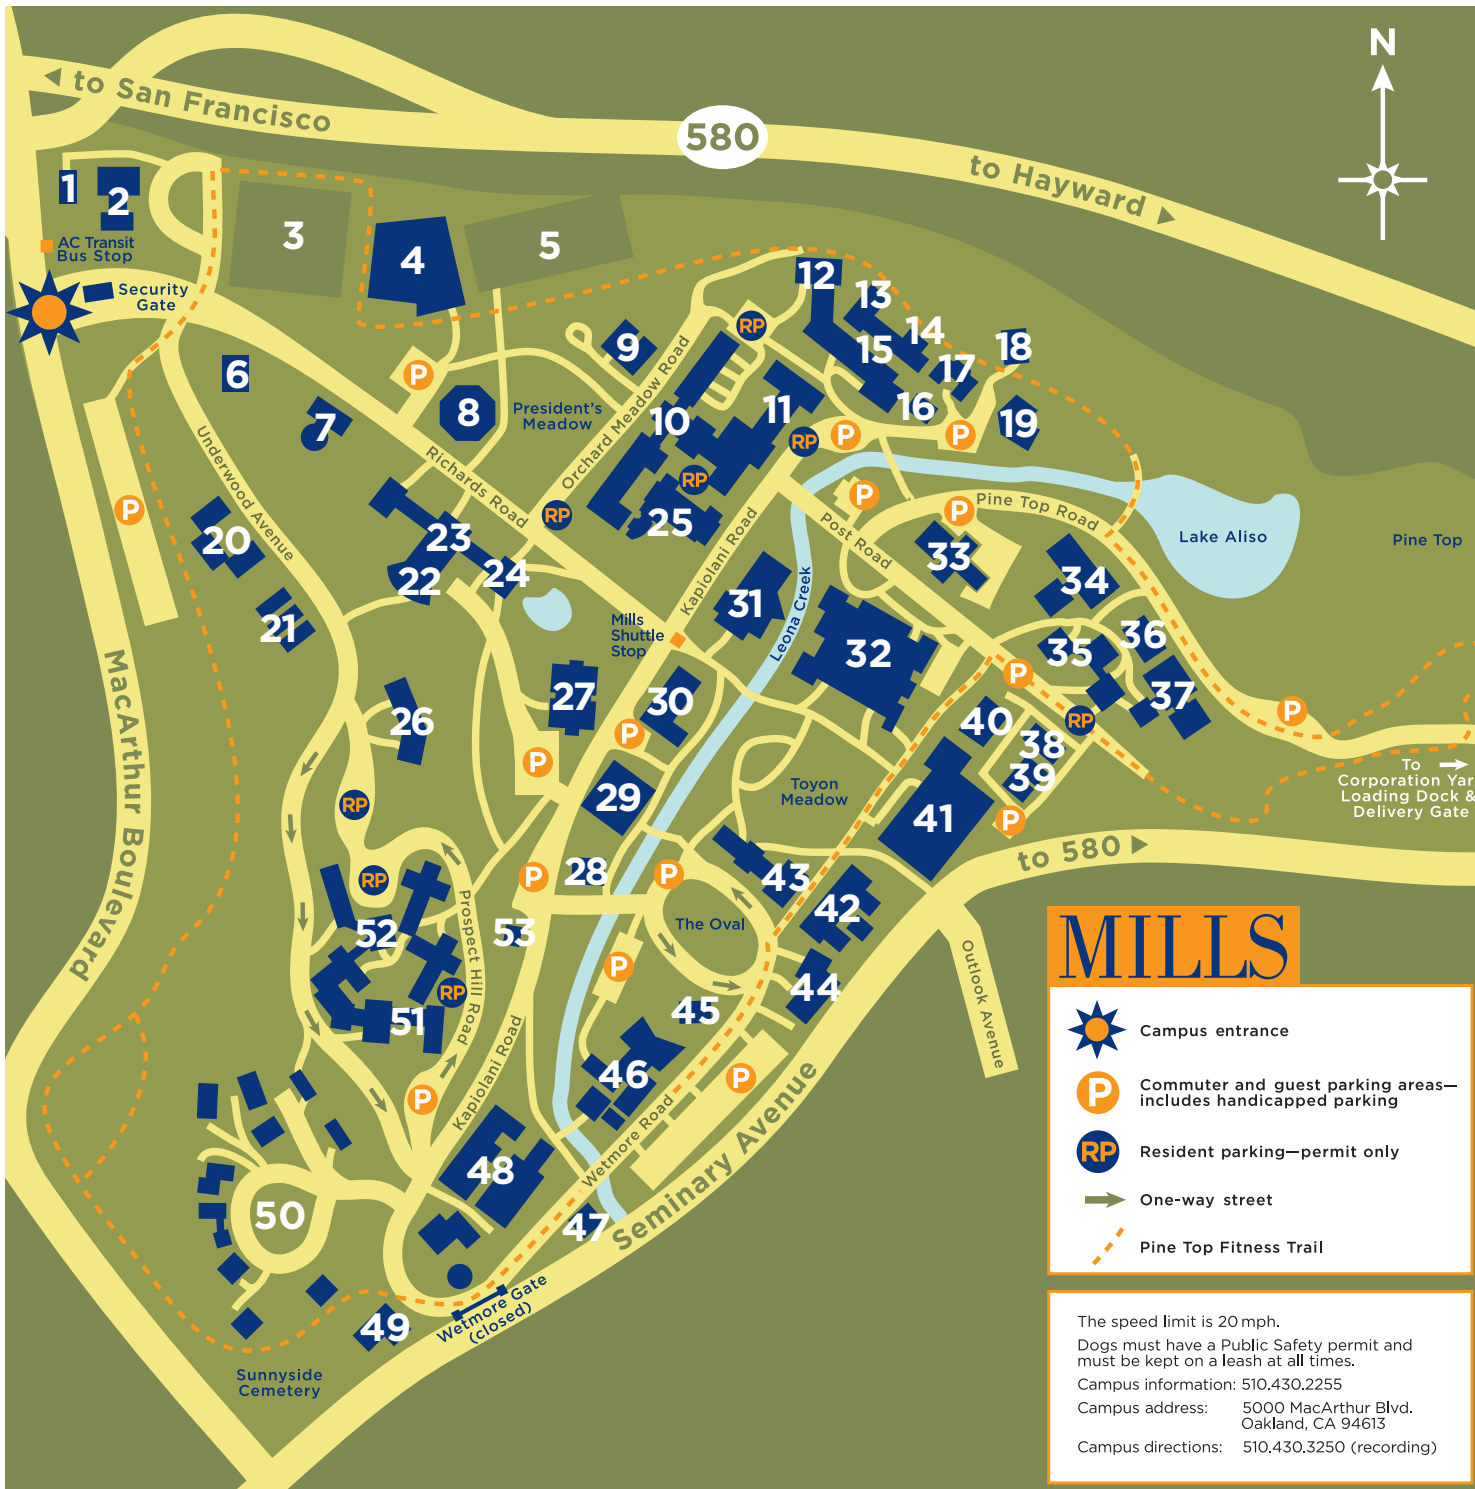 N
◄ to San Francisco
580
to Hayward ►
1
2
AC Transit
Bus Stop
Security
Gate
3
4
5
6
7
8
9
P
President's
Meadow
Orchard Meadow Road
RP
10
11
12
13
14
15
16
17
18
19
P
P
RP
RP
25
Underwood Avenue
Richards Road
RP
P
20
21
22
23
24
Kapiolani Road
Post Road
P
P
Pine Top Road
Lake Aliso
Pine Top
31
Leona Creek
Mills
Shuttle
Stop
32
33
34
35
36
37
P
RP
P
To
Corporation Yar
Loading Dock &
Delivery Gate
MacArthur Boulevard
26
27
30
P
P
29
28
RP
RP
P
P
Toyon
Meadow
40
38
39
P
41
to 580 ►
43
42
The Oval
44
45
Outlook Avenue
52
53
51
RP
Prospect Hill Road
P
46
P
P
Kapiolani Road
Wetmore Road
Seminary Avenue
48
47
50
49
Wetmore Gate
(closed)
Sunnyside
Cemetery
MILLS
Campus entrance
P
Commuter and guest parking areas—
includes handicapped parking
RP
Resident parking—permit only
One-way street
Pine Top Fitness Trail
The speed limit is 20 mph.
Dogs must have a Public Safety permit and
must be kept on a leash at all times.
Campus information: 510.430.2255
Campus address: 5000 MacArthur Blvd.
Oakland, CA 94613
Campus directions: 510.430.3250 (recording)